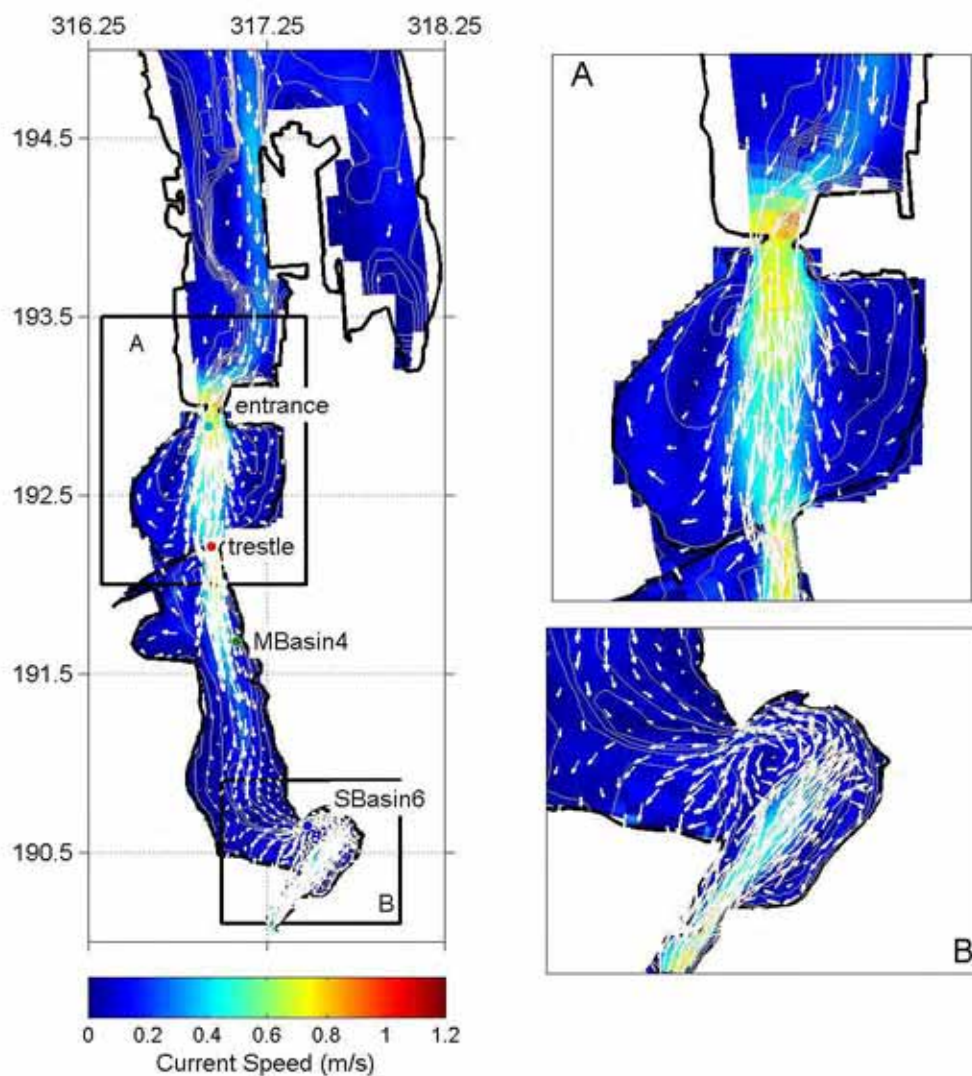 316.25 317.25 318.25
194.5
193.5
192.5
191.5
190.5
A
entrance
trestle
MBasin4
SBasin6
B
0 0.2 0.4 0.6 0.8 1 1.2
Current Speed (m/s)
A
B